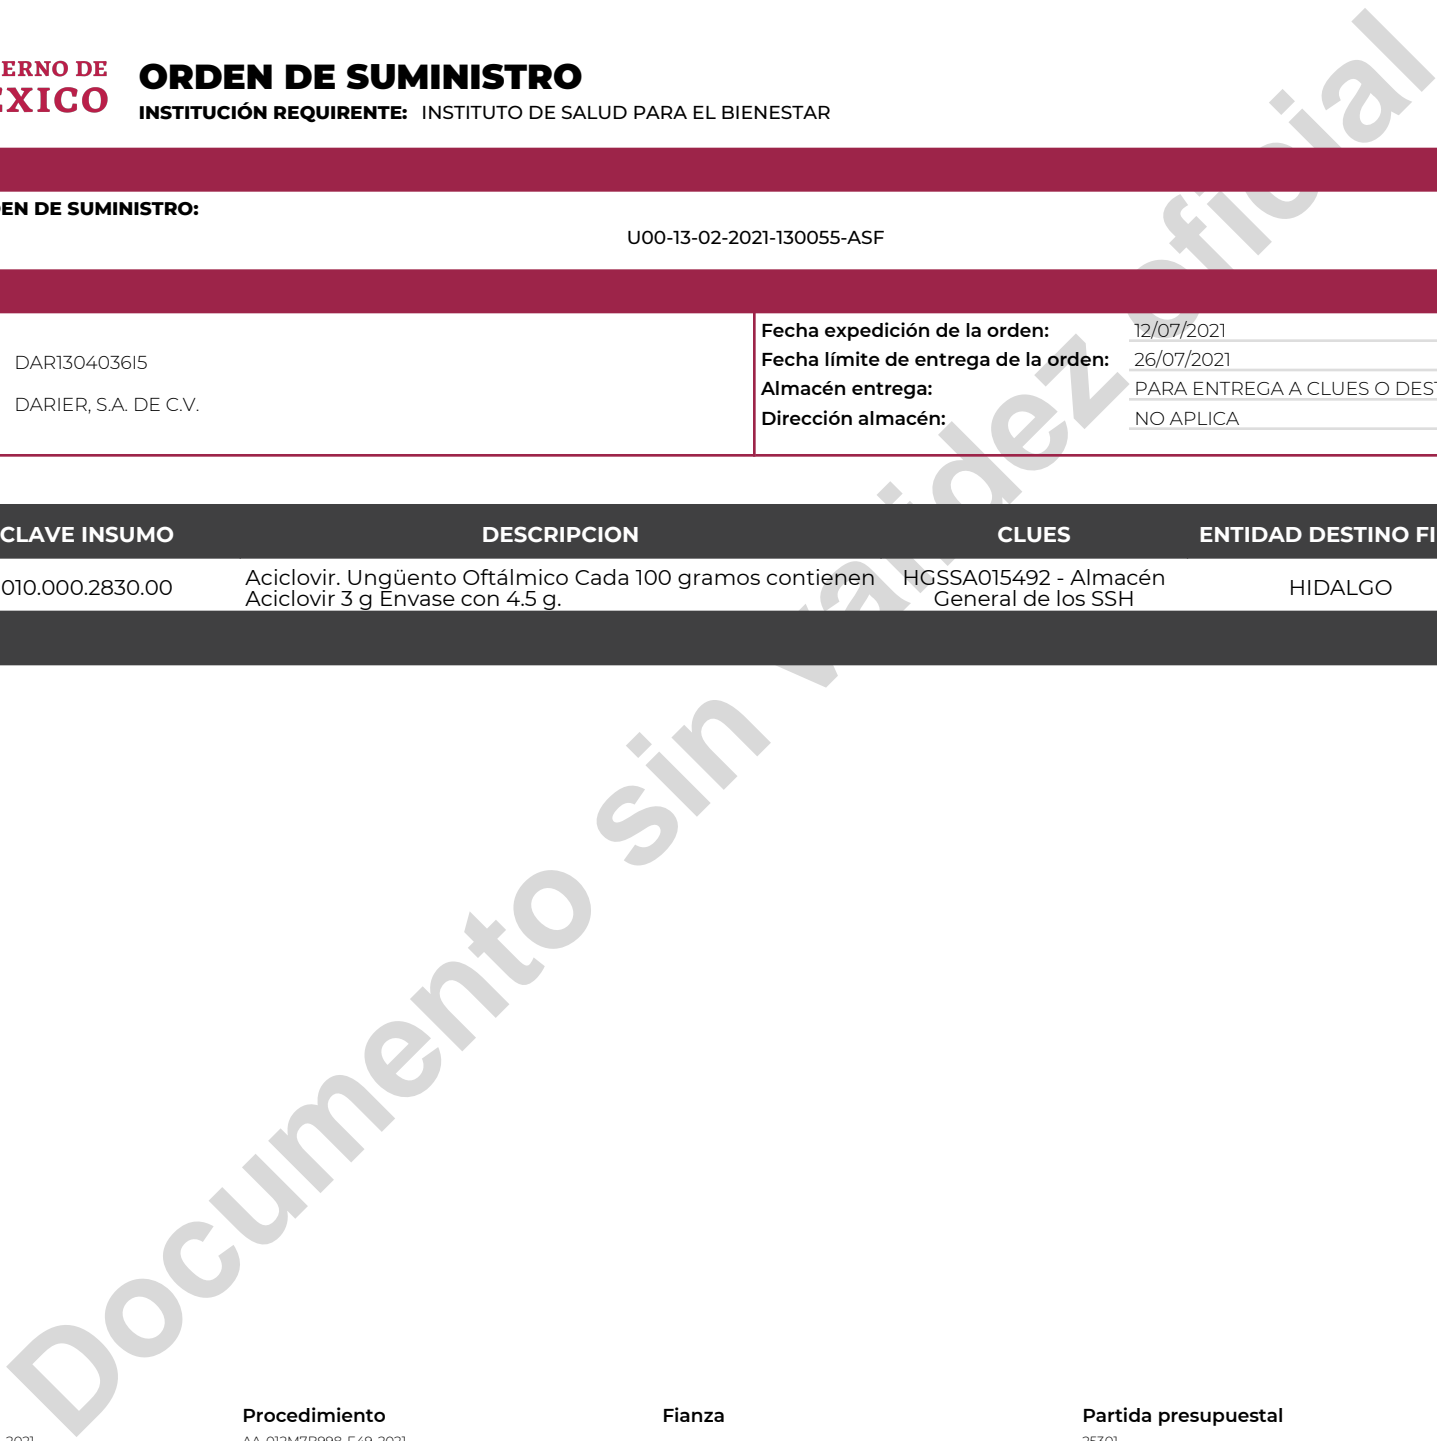 ERNO DE
EXICO
ORDEN DE SUMINISTRO
INSTITUCIÓN REQUIRENTE: INSTITUTO DE SALUD PARA EL BIENESTAR
EN DE SUMINISTRO:
U00-13-02-2021-130055-ASF
DAR1304036I5
DARIER, S.A. DE C.V.
Fecha expedición de la orden: 12/07/2021
Fecha límite de entrega de la orden: 26/07/2021
Almacén entrega: PARA ENTREGA A CLUES O DEST
Dirección almacén: NO APLICA
CLAVE INSUMO DESCRIPCION CLUES ENTIDAD DESTINO FI
010.000.2830.00 Aciclovir. Ungüento Oftálmico Cada 100 gramos contienen Aciclovir 3 g Envase con 4.5 g. HGSSA015492 - Almacén General de los SSH HIDALGO
Documento sin validez oficial
Procedimiento Fianza Partida presupuestal